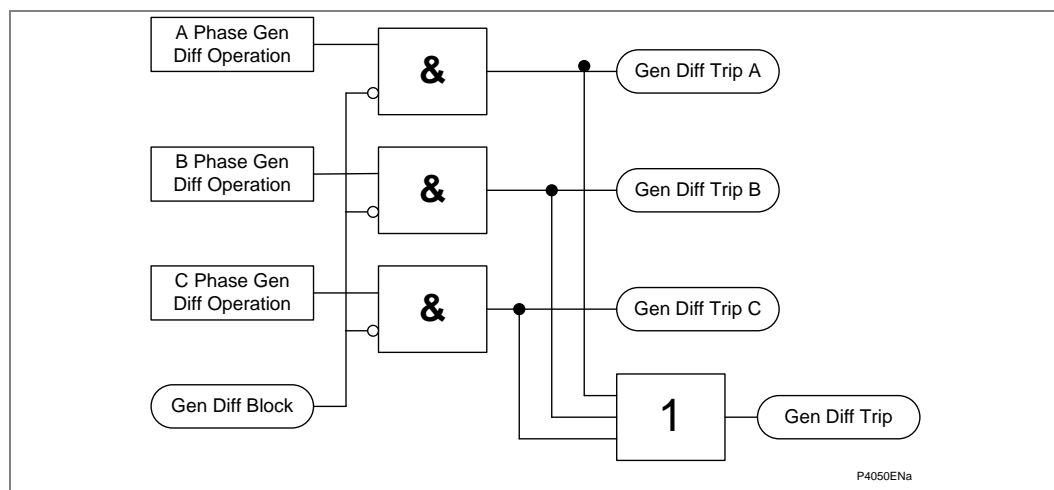 A Phase Gen
Diff Operation
&
Gen Diff Trip A
B Phase Gen
Diff Operation
&
Gen Diff Trip B
C Phase Gen
Diff Operation
&
Gen Diff Trip C
Gen Diff Block
1
Gen Diff Trip
P4050ENa